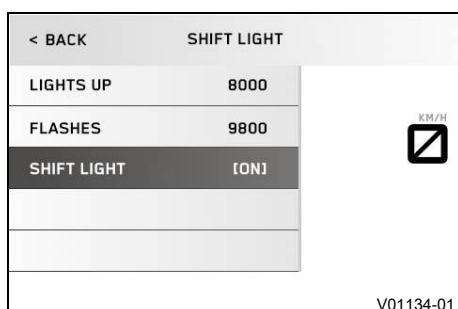 < BACK SHIFT LIGHT
LIGHTS UP 8000
FLASHES 9800
KM/H
SHIFT LIGHT [ON]
V01134-01